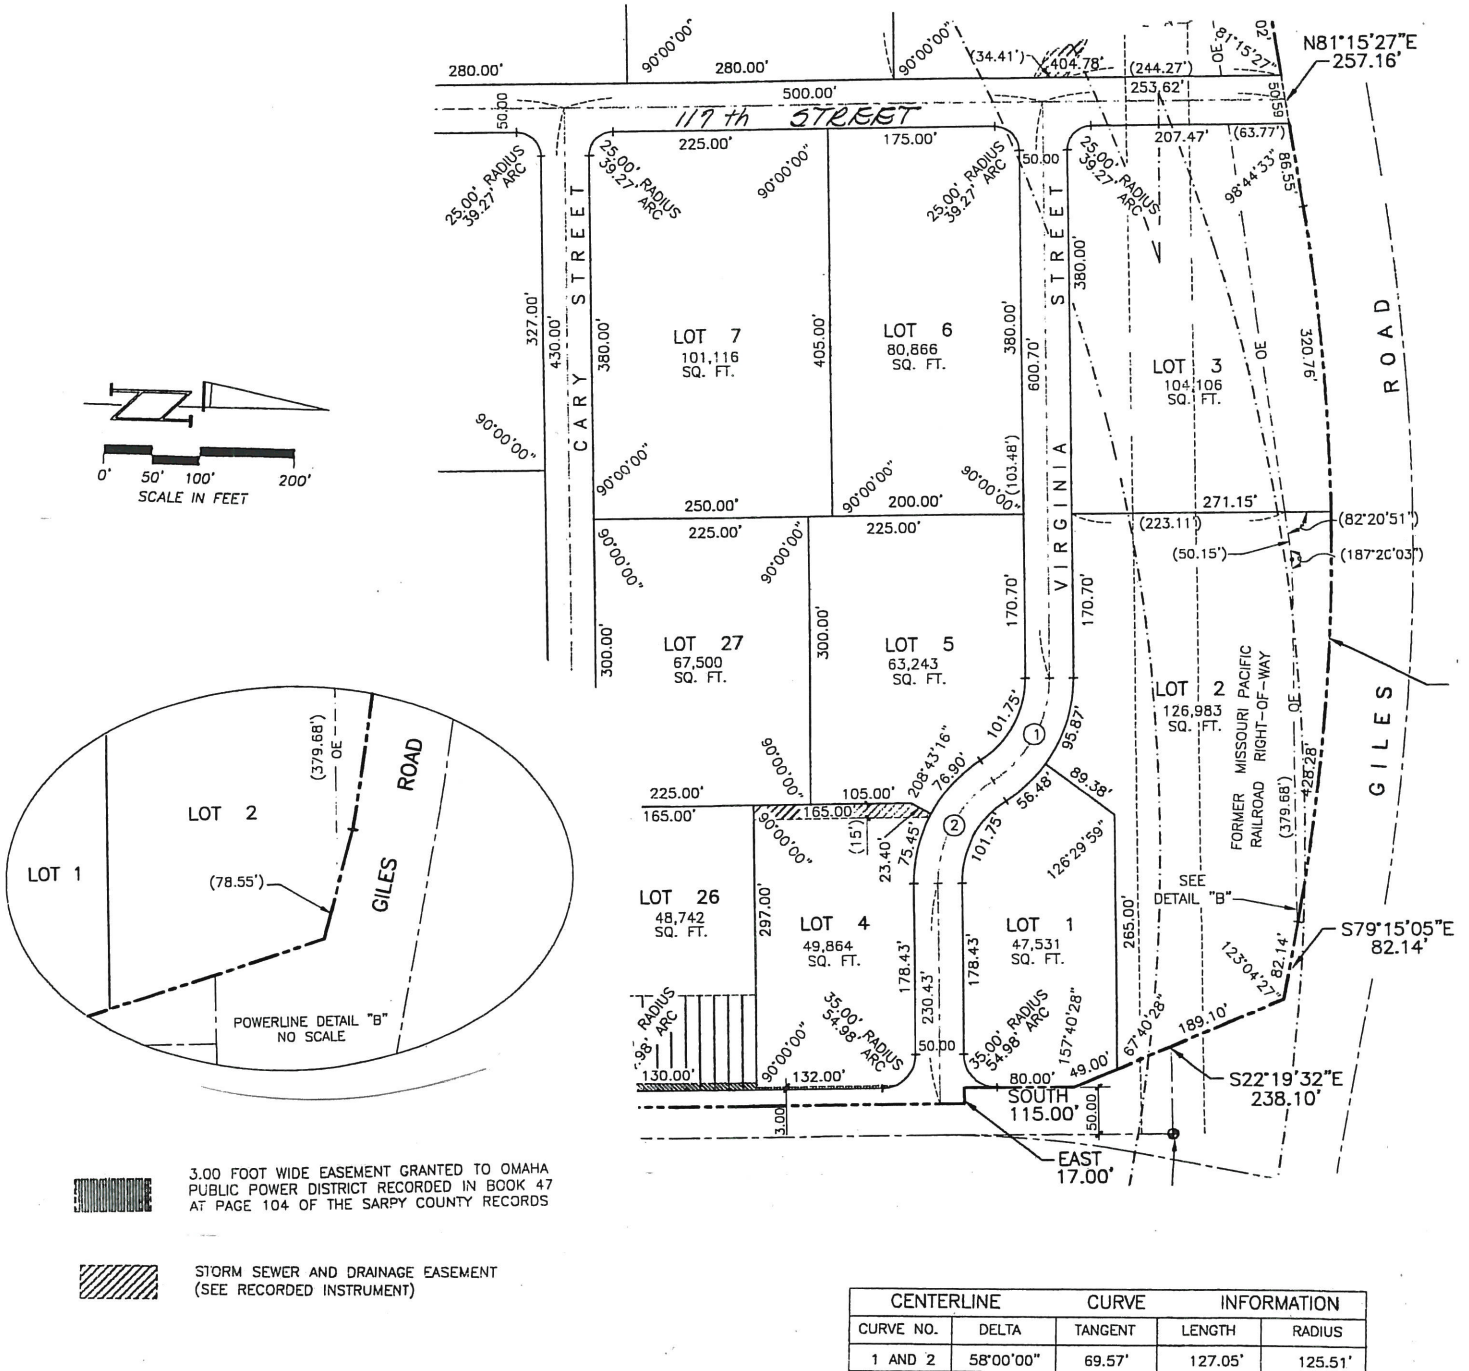 280.00'
90°00'00"
280.00'
90°00'00"
(34.41')
404.78'
(244.27')
253.62'
81°15'27"
OE
02'
N81°15'27"E
257.16'
50.00
500.00'
50.59
117th STREET
225.00'
175.00'
50.00
207.47'
(63.77')
86.55'
98°44'33"
25.00' RADIUS
39.27' ARC
25.00' RADIUS
39.27' ARC
90°00'00"
25.00' RADIUS
39.27' ARC
25.00' RADIUS
39.27' ARC
CARY STREET
VIRGINIA STREET
GILES ROAD
327.00'
430.00'
380.00'
405.00'
380.00'
600.70'
380.00'
320.76'
LOT 7
101,116
SQ. FT.
LOT 6
80,866
SQ. FT.
LOT 3
104,106
SQ. FT.
OE
0' 50' 100' 200'
SCALE IN FEET
90°00'00"
90°00'00"
90°00'00"
90°00'00"
(103.48')
250.00'
200.00'
271.15'
225.00'
225.00'
(223.11')
(82°20'51")
(50.15')
(187°20'03")
90°00'00"
90°00'00"
300.00'
300.00'
170.70'
170.70'
LOT 27
67,500
SQ. FT.
LOT 5
63,243
SQ. FT.
LOT 2
126,983
SQ. FT.
FORMER MISSOURI PACIFIC
RAILROAD RIGHT-OF-WAY
(379.68')
OE
428.28'
101.75'
1
95.87'
76.90'
208°43'16"
89.38'
56.48'
90°00'00"
225.00'
105.00'
165.00'
165.00'
(15')
23.40'
75.45'
2
101.75'
126°29'59"
90°00'00"
SEE
DETAIL "B"
LOT 26
48,742
SQ. FT.
297.00'
LOT 4
49,864
SQ. FT.
178.43'
230.43'
178.43'
LOT 1
47,531
SQ. FT.
265.00'
123°04'27"
82.14'
S79°15'05"E
82.14'
RADIUS
.98' ARC
90°00'00"
35.00' RADIUS
54.98' ARC
50.00
35.00' RADIUS
54.98' ARC
157°40'28"
67°40'28"
189.10'
130.00'
132.00'
80.00'
49.00'
S22°19'32"E
238.10'
SOUTH
115.00'
3.00
50.00
EAST
17.00'
(379.68')
OE
ROAD
LOT 2
LOT 1
(78.55')
GILES
POWERLINE DETAIL "B"
NO SCALE
3.00 FOOT WIDE EASEMENT GRANTED TO OMAHA
PUBLIC POWER DISTRICT RECORDED IN BOOK 47
AT PAGE 104 OF THE SARPY COUNTY RECORDS
STORM SEWER AND DRAINAGE EASEMENT
(SEE RECORDED INSTRUMENT)
CENTERLINE CURVE INFORMATION
CURVE NO. DELTA TANGENT LENGTH RADIUS
1 AND 2 58°00'00" 69.57' 127.05' 125.51'